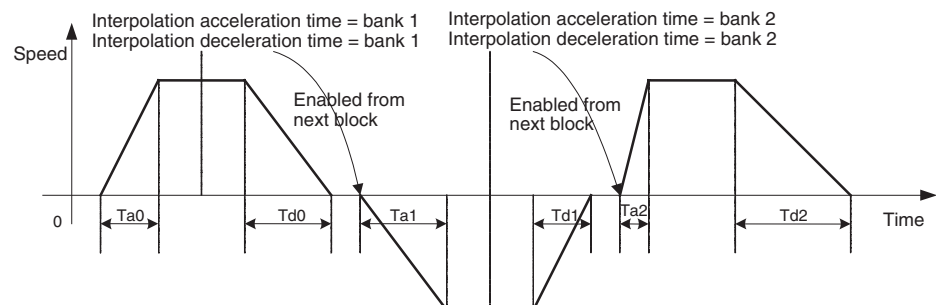 Interpolation acceleration time = bank 1
Interpolation deceleration time = bank 1
Interpolation acceleration time = bank 2
Interpolation deceleration time = bank 2
Speed
Enabled from
next block
Enabled from
next block
0
Ta0
Td0
Ta1
Td1
Ta2
Td2
Time